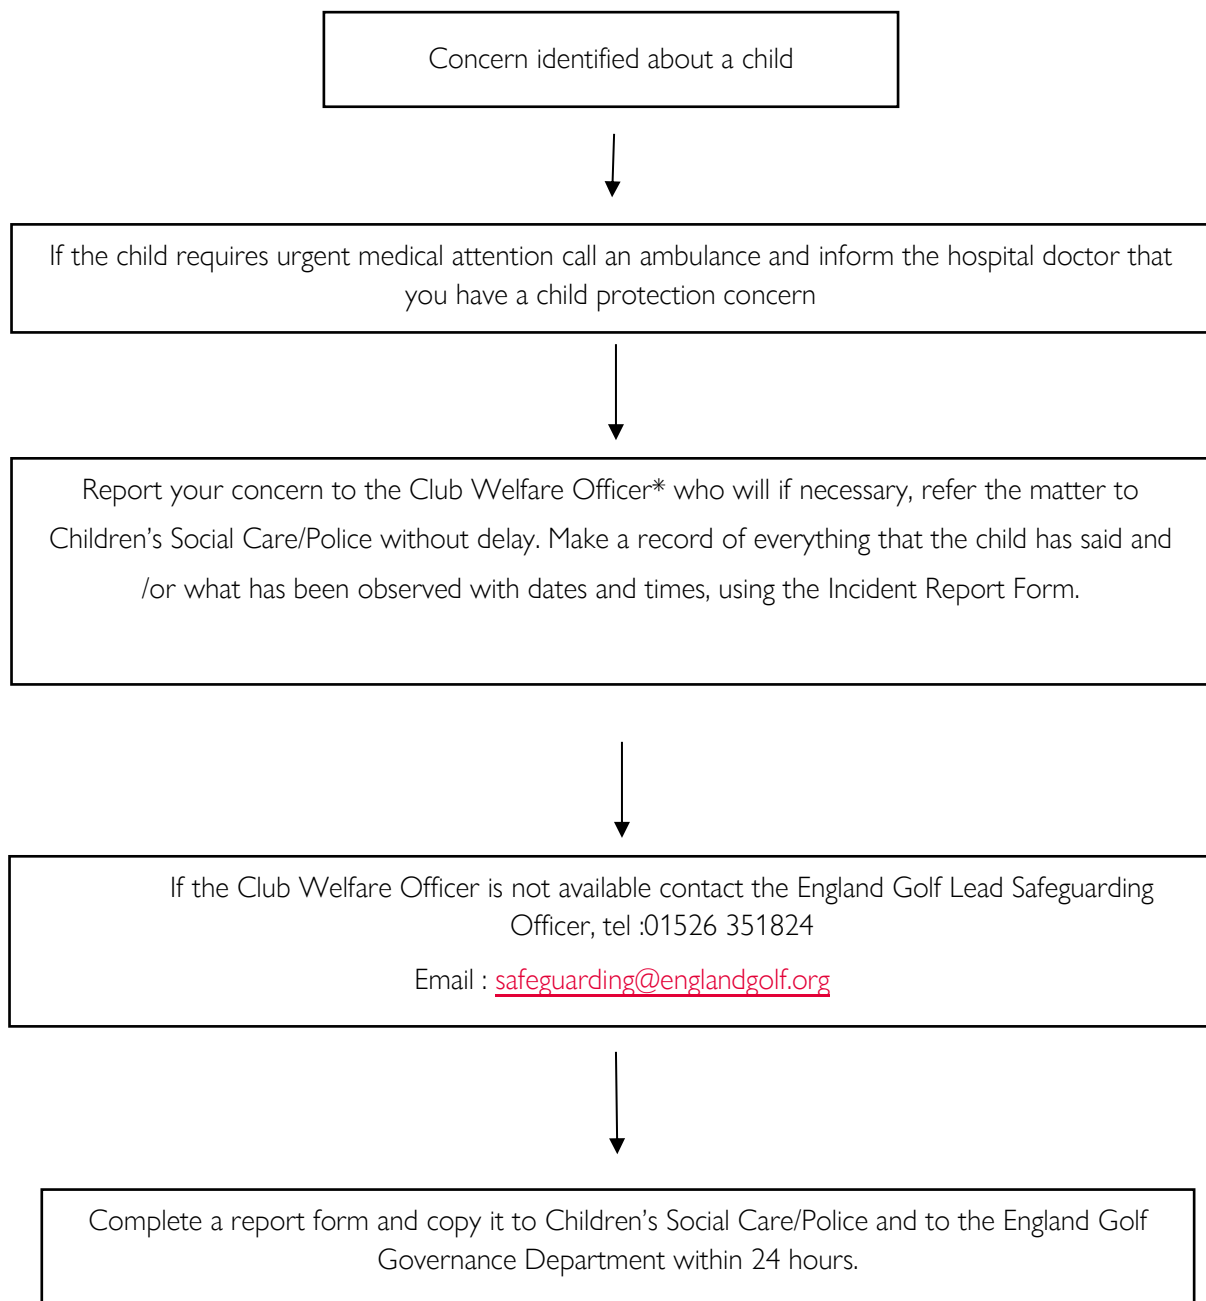 Concern identified about a child
If the child requires urgent medical attention call an ambulance and inform the hospital doctor that
you have a child protection concern
Report your concern to the Club Welfare Officer* who will if necessary, refer the matter to
Children’s Social Care/Police without delay. Make a record of everything that the child has said and
/or what has been observed with dates and times, using the Incident Report Form.
If the Club Welfare Officer is not available contact the England Golf Lead Safeguarding
Officer, tel :01526 351824
Email : safeguarding@englandgolf.org
Complete a report form and copy it to Children’s Social Care/Police and to the England Golf
Governance Department within 24 hours.